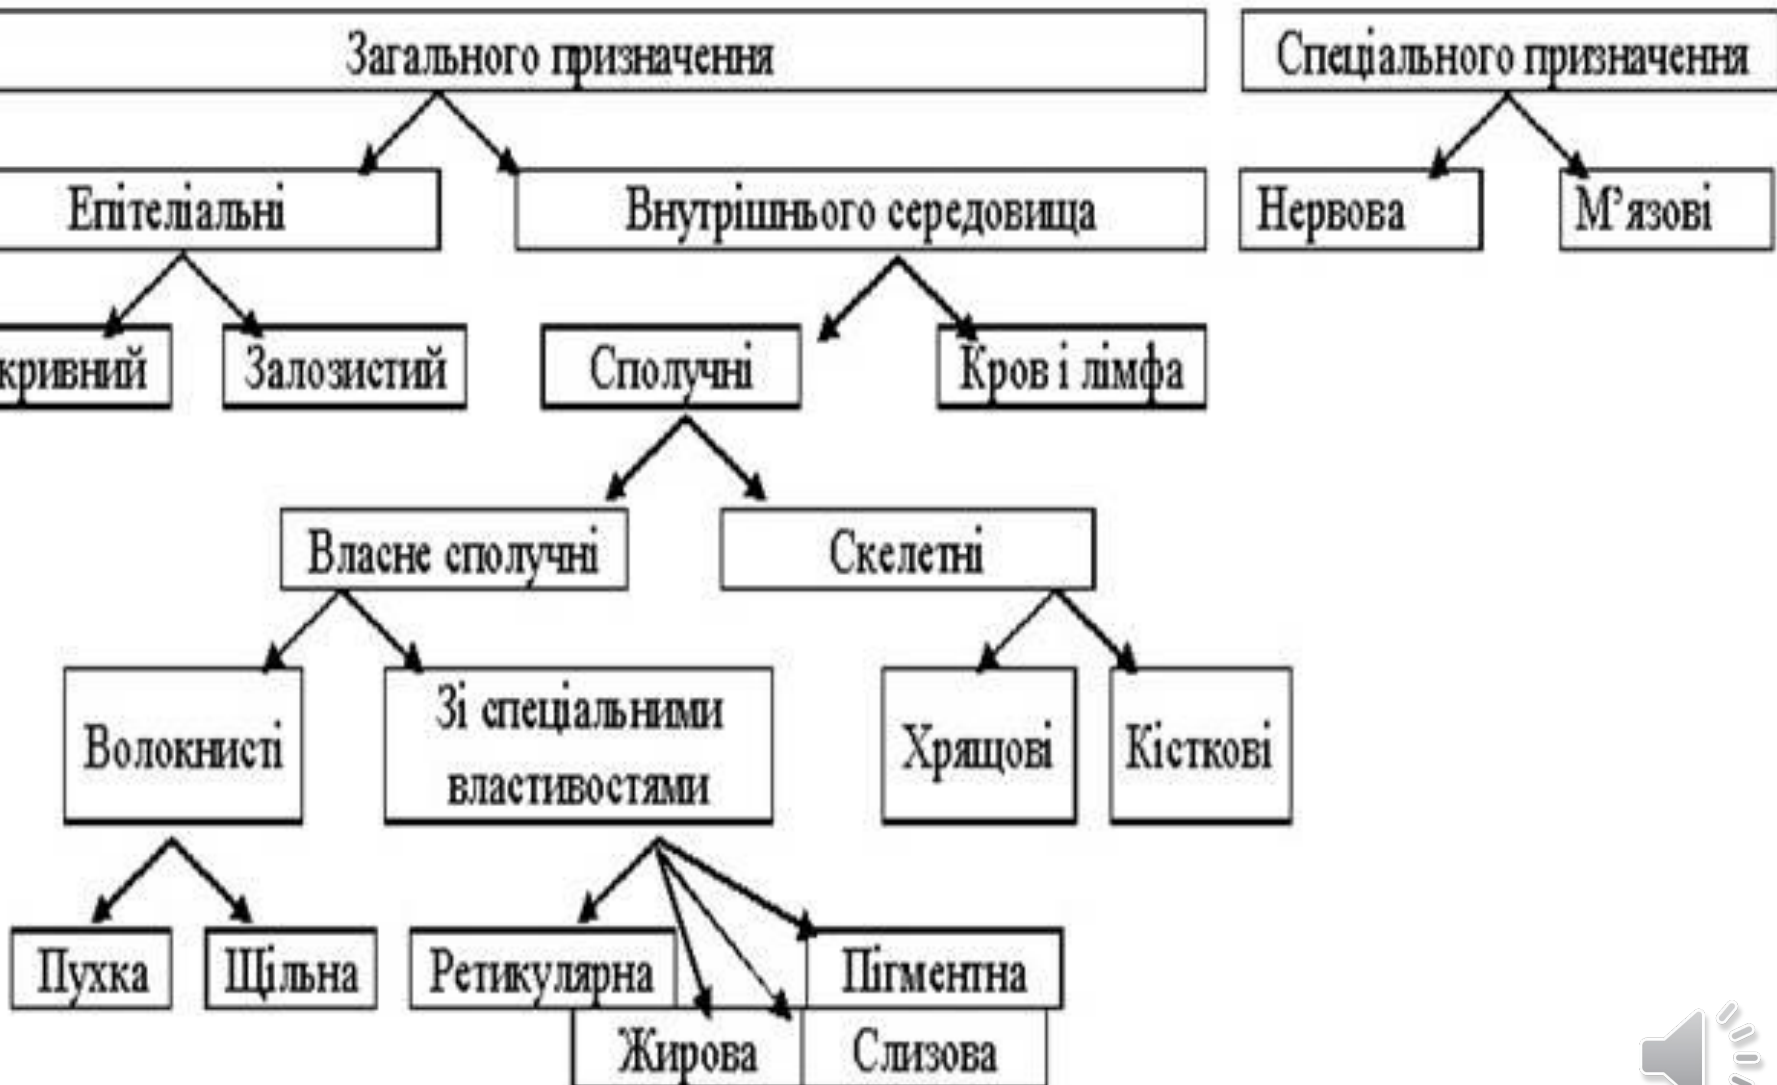 Загального призначення
Спеціального призначення
Епітеліальні
Внутрішнього середовища
Нервова
М’язові
кривний
Залозистий
Сполучні
Кров і лімфа
Власне сполучні
Скелетні
Волокнисті
Зі спеціальними
властивостями
Хрящові
Кісткові
Пухка
Щільна
Ретикулярна
Пігментна
Жирова
Слизова